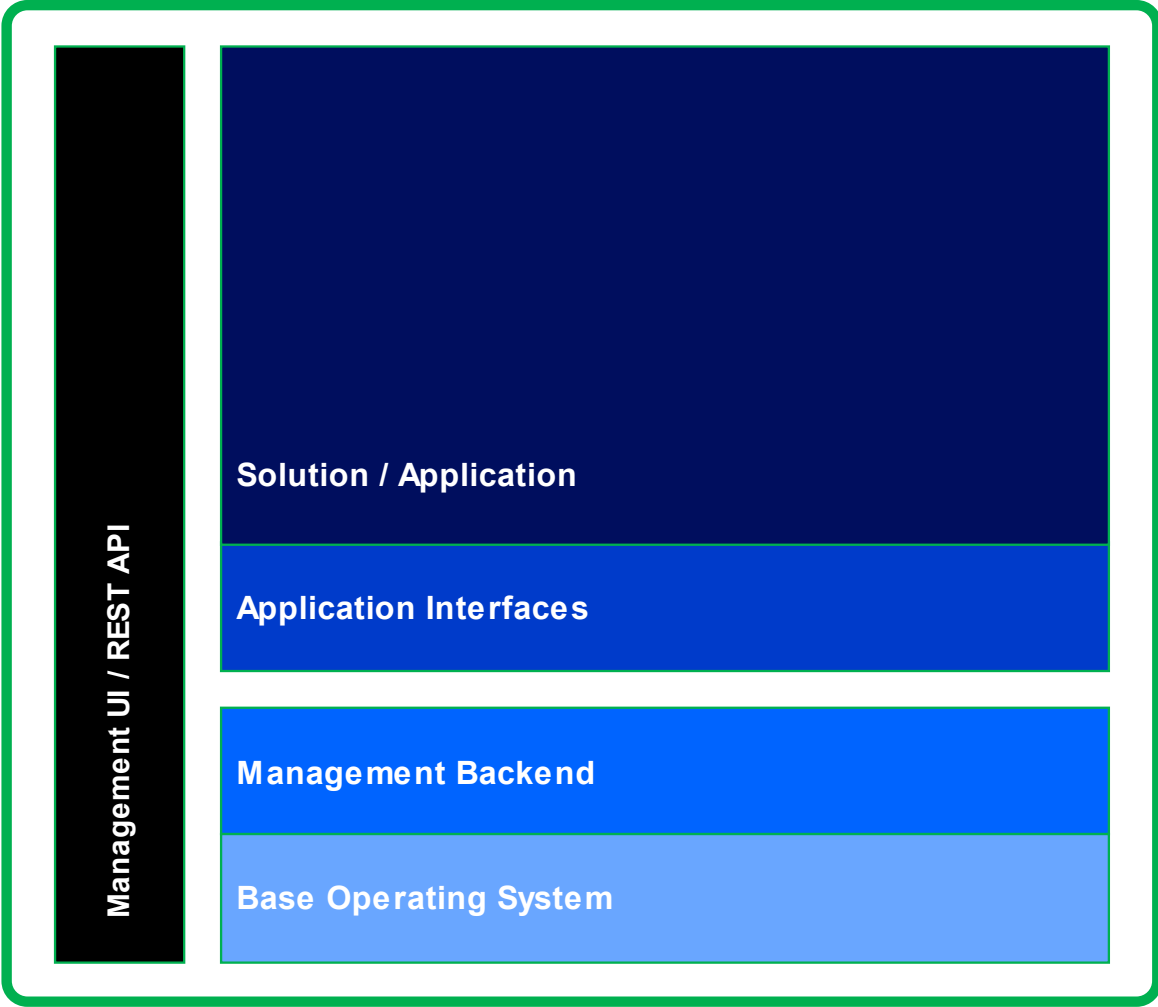 Management UI / REST API
Solution / Application
Application Interfaces
Management Backend
Base Operating System